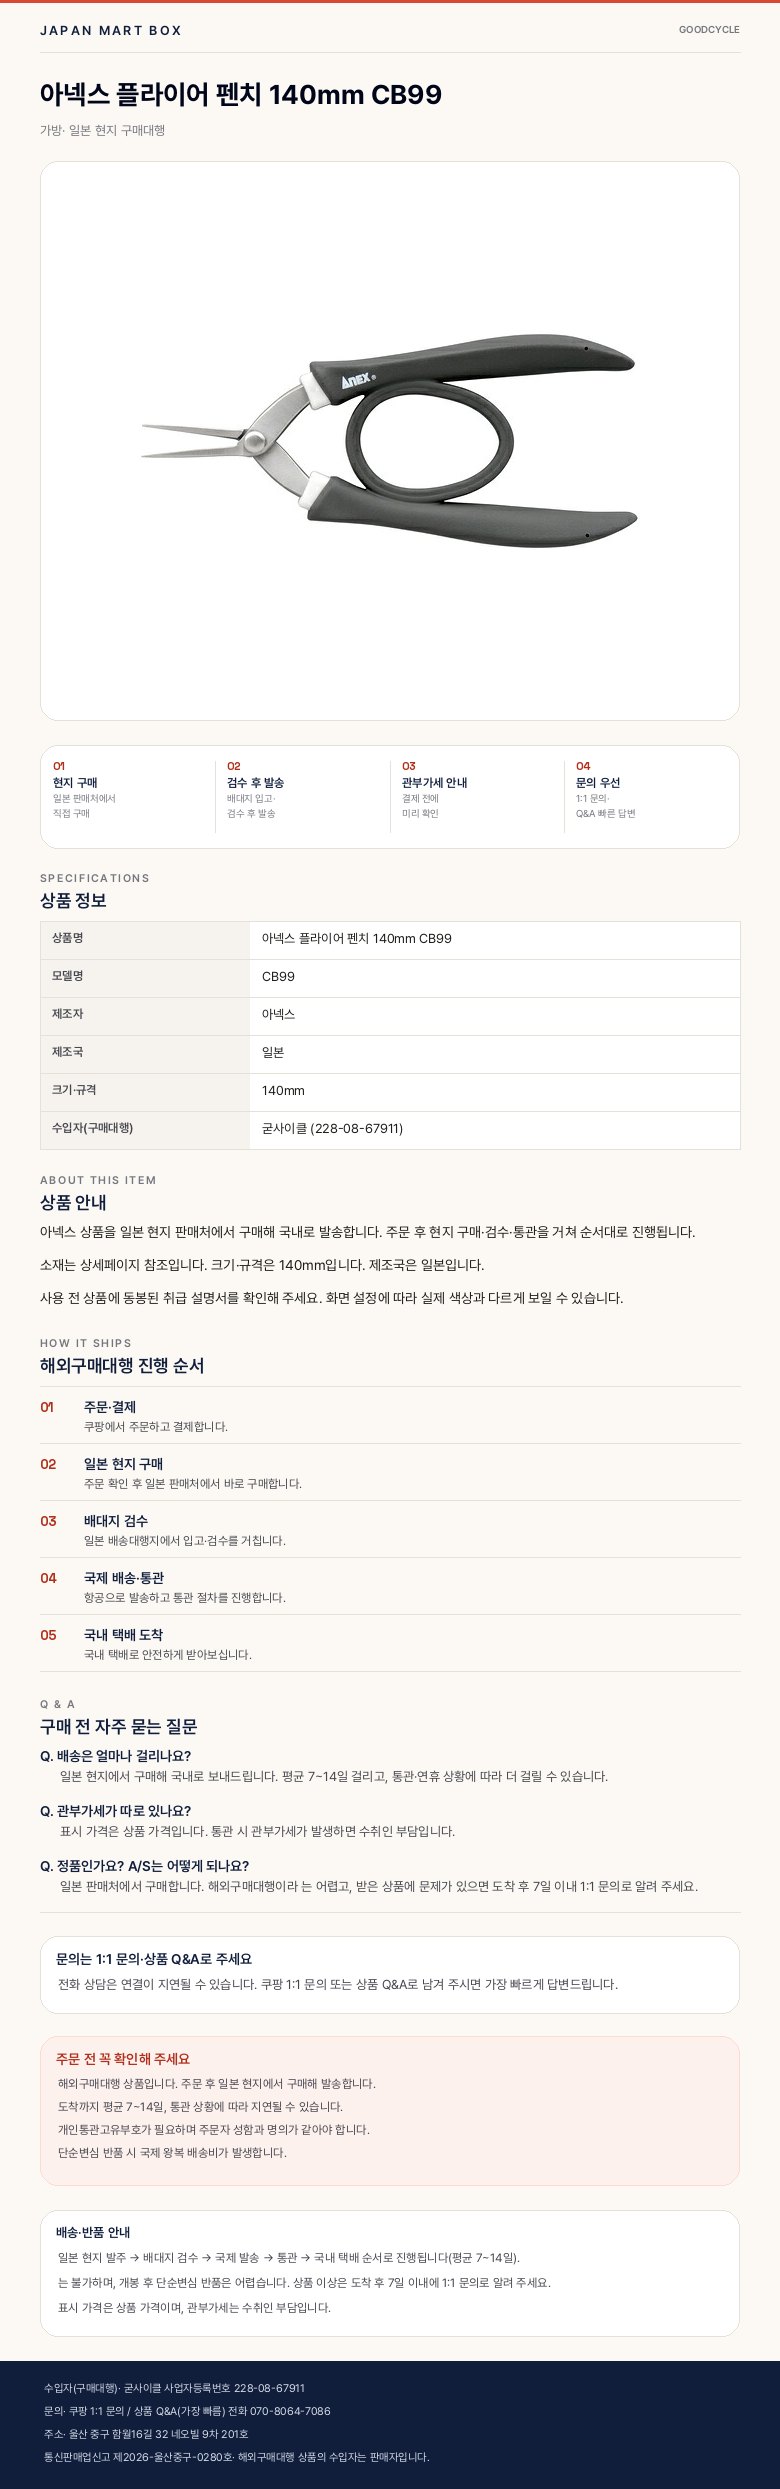 JAPAN MART BOX
GOODCYCLE
아넥스 플라이어 펜치 140mm CB99
가방· 일본 현지 구매대행
ANEX®
01
현지 구매
일본 판매처에서
직접 구매
02
검수 후 발송
배대지 입고·
검수 후 발송
03
관부가세 안내
결제 전에
미리 확인
04
문의 우선
1:1 문의·
Q&A 빠른 답변
SPECIFICATIONS
상품 정보
상품명 아넥스 플라이어 펜치 140mm CB99
모델명 CB99
제조자 아넥스
제조국 일본
크기·규격 140mm
수입자(구매대행) 굳사이클 (228-08-67911)
ABOUT THIS ITEM
상품 안내
아넥스 상품을 일본 현지 판매처에서 구매해 국내로 발송합니다. 주문 후 현지 구매·검수·통관을 거쳐 순서대로 진행됩니다.
소재는 상세페이지 참조입니다. 크기·규격은 140mm입니다. 제조국은 일본입니다.
사용 전 상품에 동봉된 취급 설명서를 확인해 주세요. 화면 설정에 따라 실제 색상과 다르게 보일 수 있습니다.
HOW IT SHIPS
해외구매대행 진행 순서
01 주문·결제
쿠팡에서 주문하고 결제합니다.
02 일본 현지 구매
주문 확인 후 일본 판매처에서 바로 구매합니다.
03 배대지 검수
일본 배송대행지에서 입고·검수를 거칩니다.
04 국제 배송·통관
항공으로 발송하고 통관 절차를 진행합니다.
05 국내 택배 도착
국내 택배로 안전하게 받아보십니다.
Q & A
구매 전 자주 묻는 질문
Q. 배송은 얼마나 걸리나요?
일본 현지에서 구매해 국내로 보내드립니다. 평균 7~14일 걸리고, 통관·연휴 상황에 따라 더 걸릴 수 있습니다.
Q. 관부가세가 따로 있나요?
표시 가격은 상품 가격입니다. 통관 시 관부가세가 발생하면 수취인 부담입니다.
Q. 정품인가요? A/S는 어떻게 되나요?
일본 판매처에서 구매합니다. 해외구매대행이라 는 어렵고, 받은 상품에 문제가 있으면 도착 후 7일 이내 1:1 문의로 알려 주세요.
문의는 1:1 문의·상품 Q&A로 주세요
전화 상담은 연결이 지연될 수 있습니다. 쿠팡 1:1 문의 또는 상품 Q&A로 남겨 주시면 가장 빠르게 답변드립니다.
주문 전 꼭 확인해 주세요
해외구매대행 상품입니다. 주문 후 일본 현지에서 구매해 발송합니다.
도착까지 평균 7~14일, 통관 상황에 따라 지연될 수 있습니다.
개인통관고유부호가 필요하며 주문자 성함과 명의가 같아야 합니다.
단순변심 반품 시 국제 왕복 배송비가 발생합니다.
배송·반품 안내
일본 현지 발주 → 배대지 검수 → 국제 발송 → 통관 → 국내 택배 순서로 진행됩니다(평균 7~14일).
는 불가하며, 개봉 후 단순변심 반품은 어렵습니다. 상품 이상은 도착 후 7일 이내에 1:1 문의로 알려 주세요.
표시 가격은 상품 가격이며, 관부가세는 수취인 부담입니다.
수입자(구매대행)· 굳사이클 사업자등록번호 228-08-67911
문의· 쿠팡 1:1 문의 / 상품 Q&A(가장 빠름) 전화 070-8064-7086
주소· 울산 중구 함월16길 32 네오빌 9차 201호
통신판매업신고 제2026-울산중구-0280호· 해외구매대행 상품의 수입자는 판매자입니다.